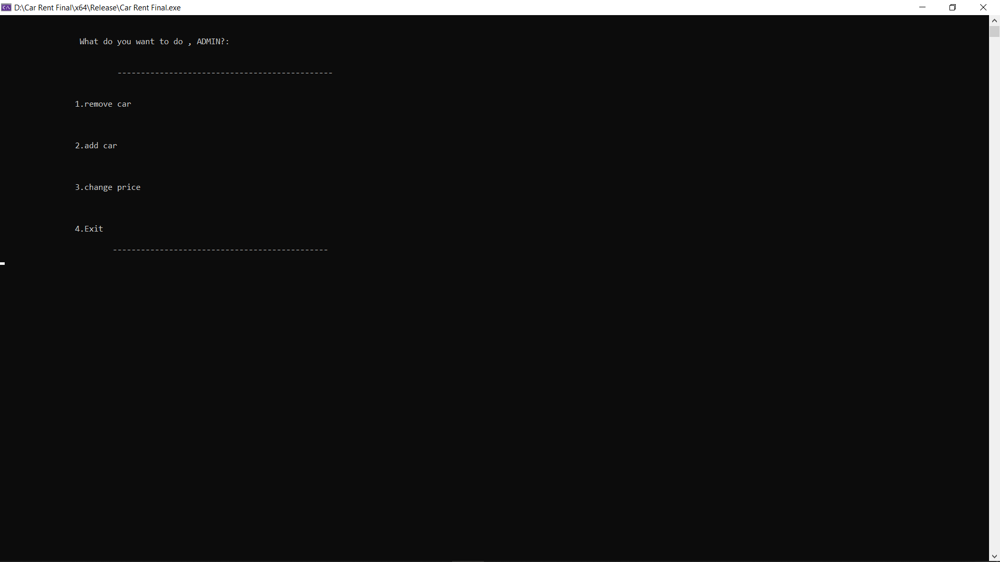 D:\Car Rent Final\x64\Release\Car Rent Final.exe
What do you want to do , ADMIN?:
----------------------------------------------
1.remove car
2.add car
3.change price
4.Exit
----------------------------------------------